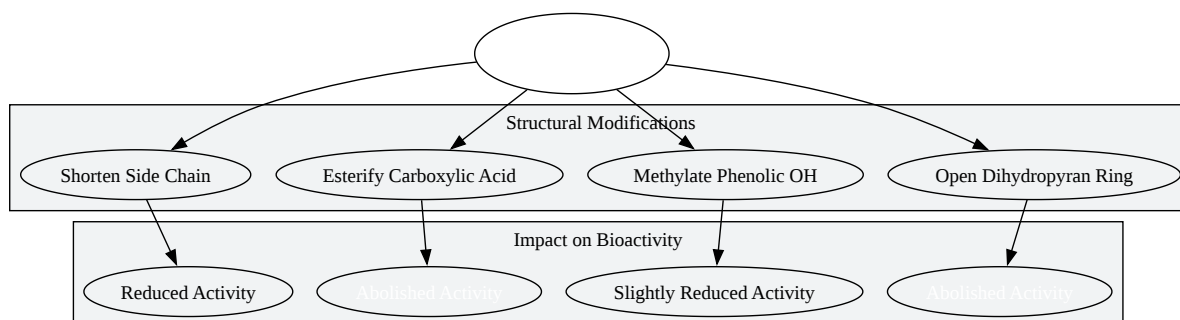 Structural Modifications
Shorten Side Chain
Esterify Carboxylic Acid
Methylate Phenolic OH
Open Dihydropyran Ring
Impact on Bioactivity
Reduced Activity
Abolished Activity
Slightly Reduced Activity
Abolished Activity